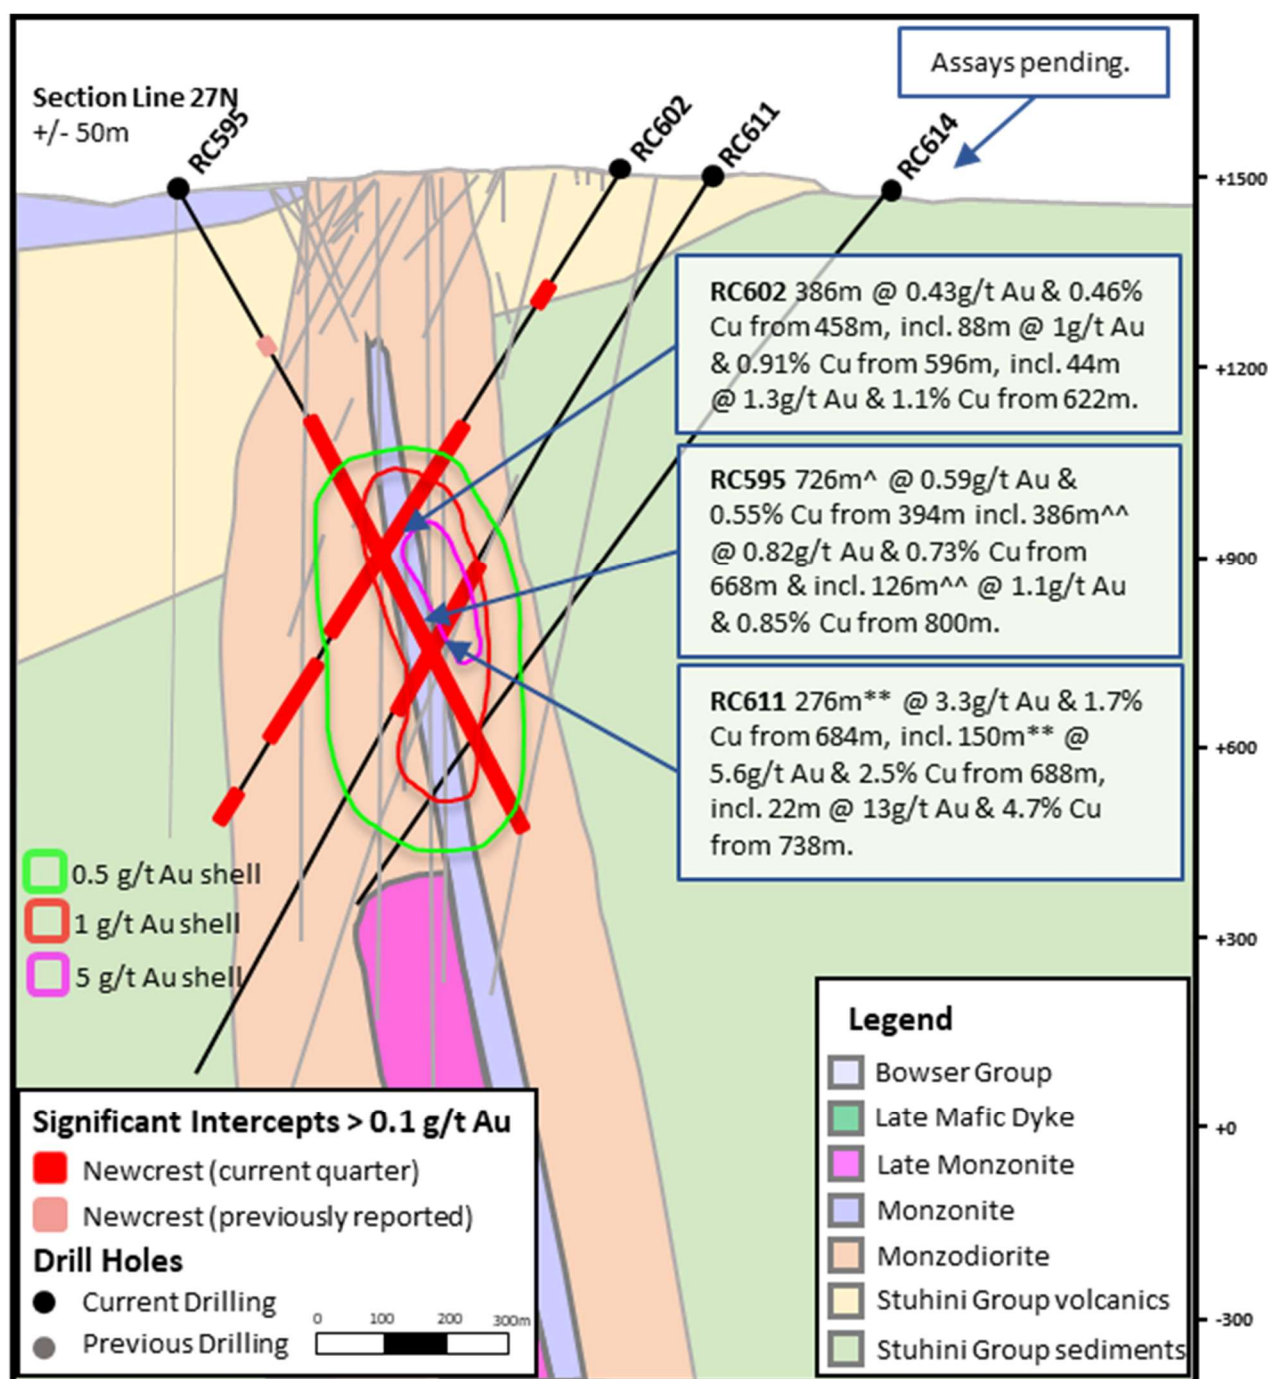 Assays pending.
Section Line 27N
+/- 50m
RC595
RC602
RC611
RC614
+1500
RC602 386m @ 0.43g/t Au & 0.46%
Cu from 458m, incl. 88m @ 1g/t Au
& 0.91% Cu from 596m, incl. 44m
@ 1.3g/t Au & 1.1% Cu from 622m.
+1200
RC595 726m^ @ 0.59g/t Au &
0.55% Cu from 394m incl. 386m^^
@ 0.82g/t Au & 0.73% Cu from
668m & incl. 126m^^ @ 1.1g/t Au
& 0.85% Cu from 800m.
+900
RC611 276m** @ 3.3g/t Au & 1.7%
Cu from 684m, incl. 150m** @
5.6g/t Au & 2.5% Cu from 688m,
incl. 22m @ 13g/t Au & 4.7% Cu
from 738m.
+600
0.5 g/t Au shell
1 g/t Au shell
5 g/t Au shell
+300
+0
-300
Significant Intercepts > 0.1 g/t Au
Newcrest (current quarter)
Newcrest (previously reported)
Drill Holes
Current Drilling
Previous Drilling
0 100 200 300m
Legend
Bowser Group
Late Mafic Dyke
Late Monzonite
Monzonite
Monzodiorite
Stuhini Group volcanics
Stuhini Group sediments